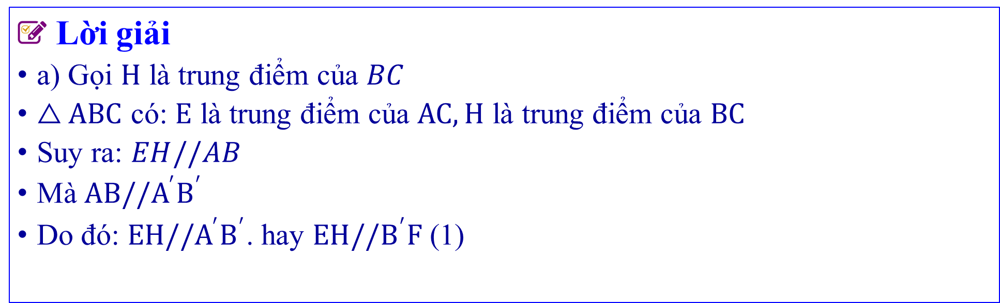 Lời giải
• a) Gọi H là trung điểm của BC
• △ ABC có: E là trung điểm của AC, H là trung điểm của BC
• Suy ra: EH//AB
• Mà AB//A′B′
• Do đó: EH//A′B′. hay EH//B′F (1)